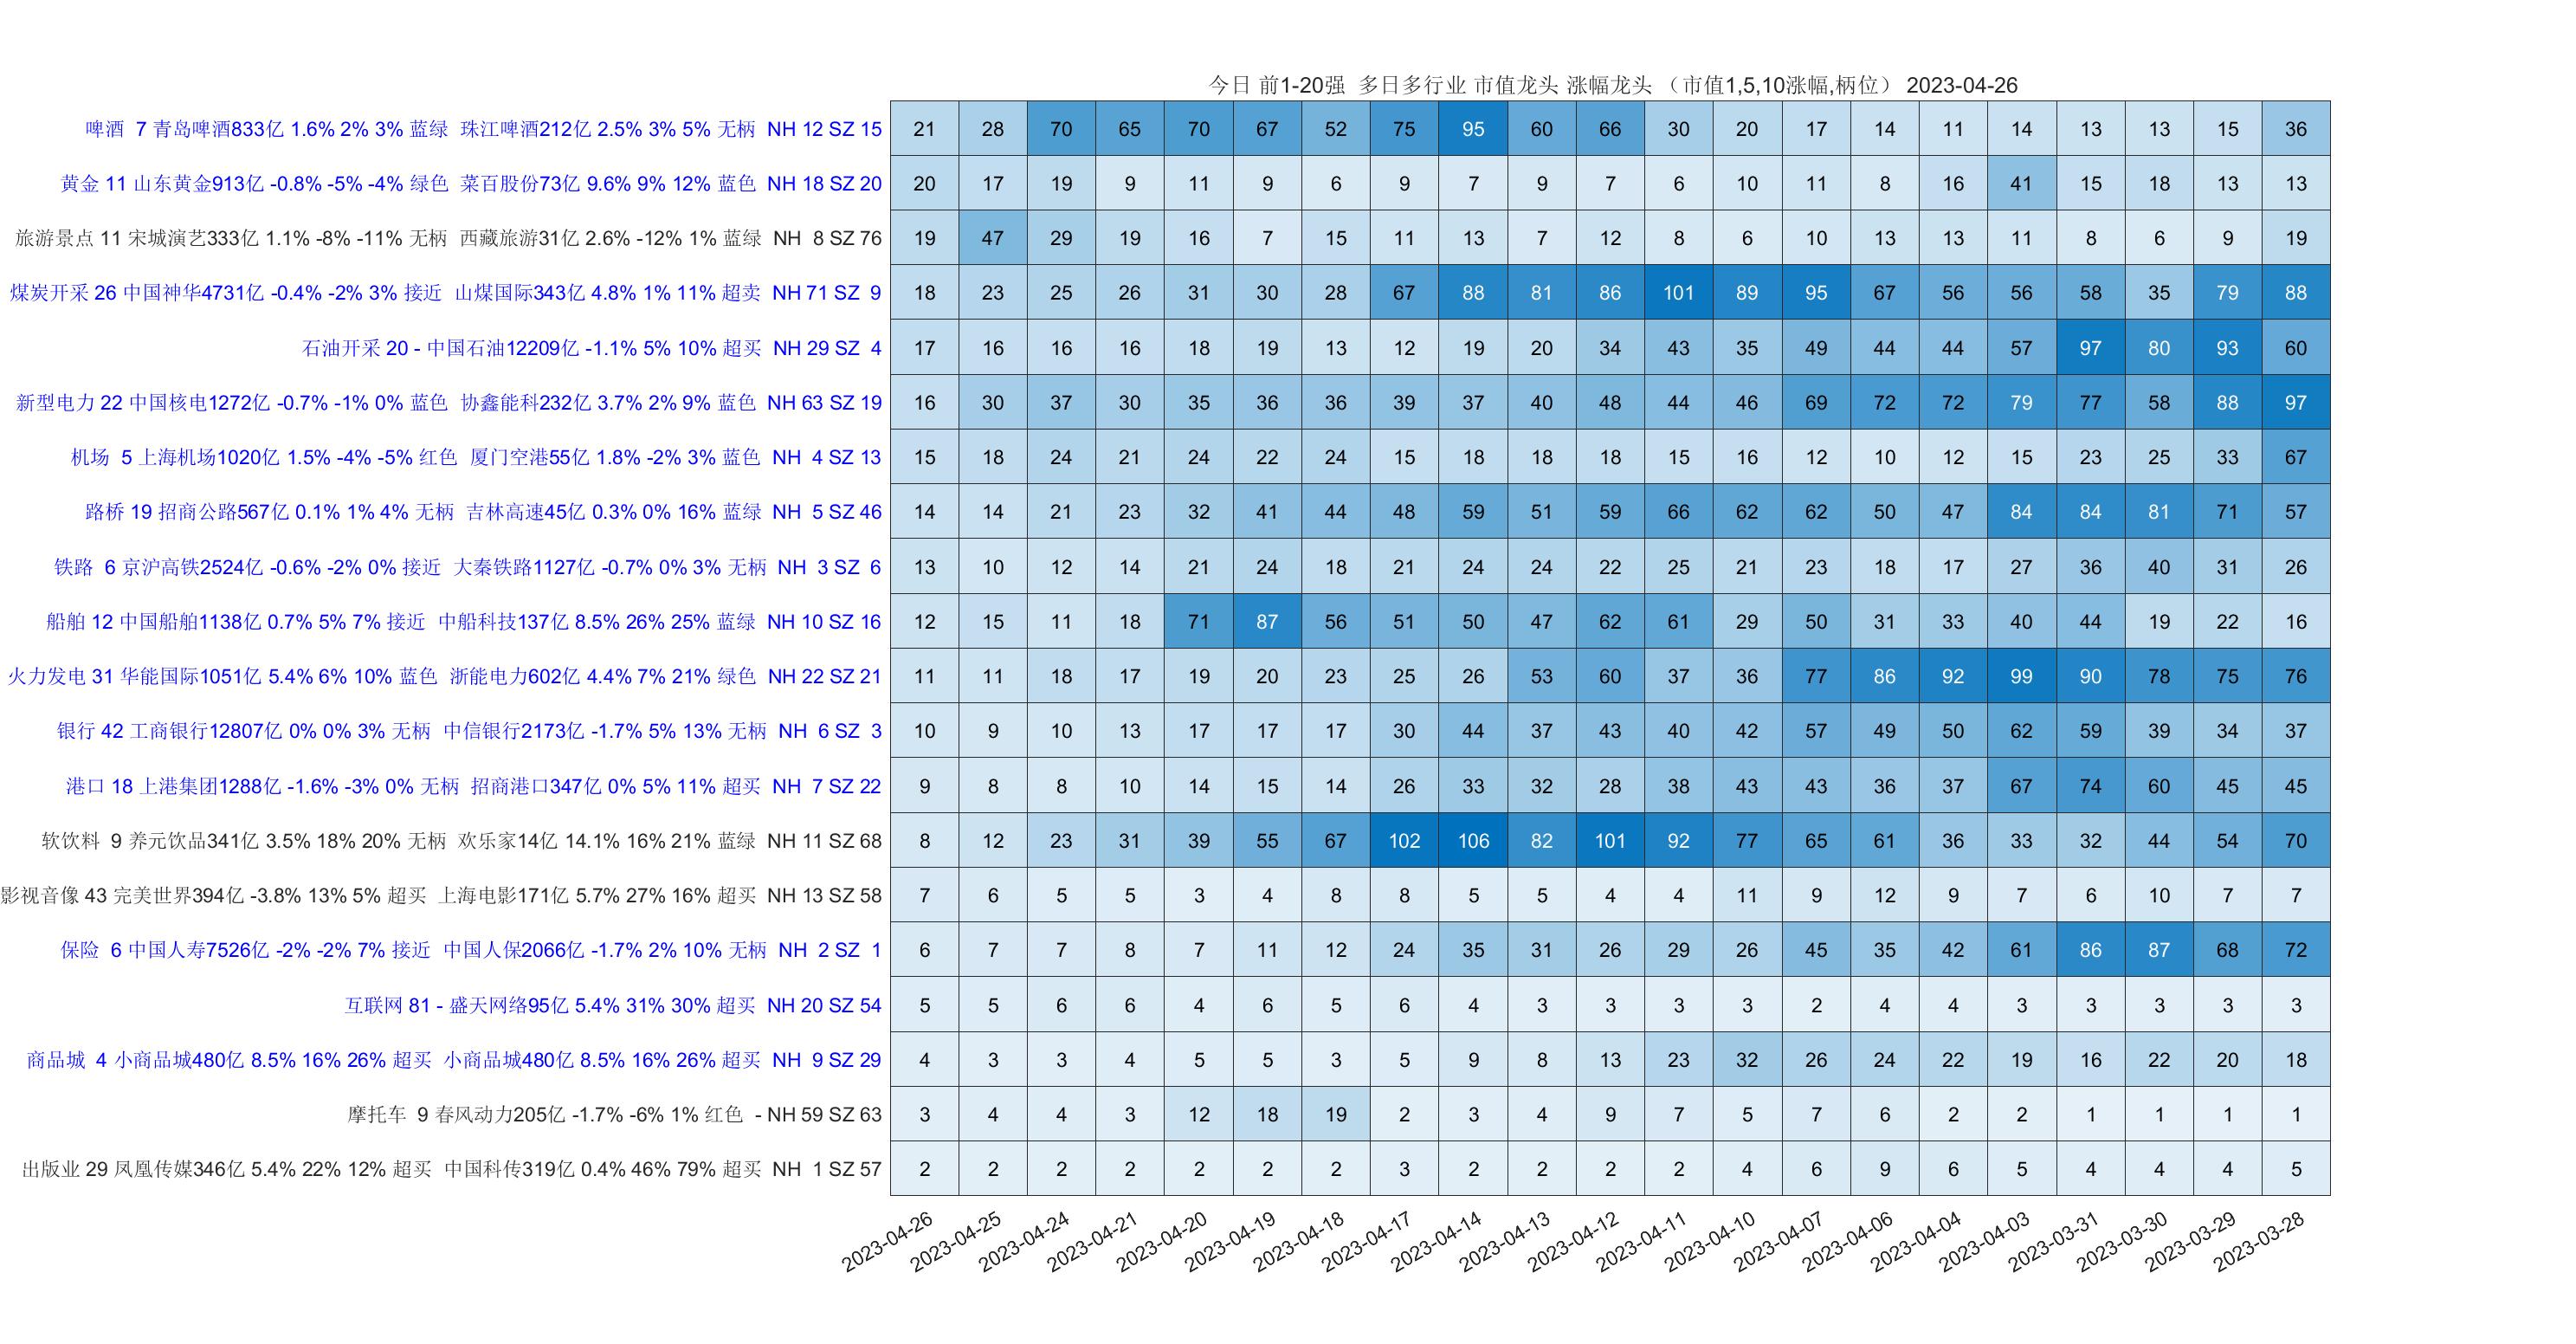 今日 前1-20强 多日多行业 市值龙头 涨幅龙头 （市值1,5,10涨幅,柄位） 2023-04-26
啤酒 7 青岛啤酒833亿 1.6% 2% 3% 蓝绿 珠江啤酒212亿 2.5% 3% 5% 无柄 NH 12 SZ 15 21 28 70 65 70 67 52 75 95 60 66 30 20 17 14 11 14 13 13 15 36
黄金 11 山东黄金913亿 -0.8% -5% -4% 绿色 菜百股份73亿 9.6% 9% 12% 蓝色 NH 18 SZ 20 20 17 19 9 11 9 6 9 7 9 7 6 10 11 8 16 41 15 18 13 13
旅游景点 11 宋城演艺333亿 1.1% -8% -11% 无柄 西藏旅游31亿 2.6% -12% 1% 蓝绿 NH 8 SZ 76 19 47 29 19 16 7 15 11 13 7 12 8 6 10 13 13 11 8 6 9 19
煤炭开采 26 中国神华4731亿 -0.4% -2% 3% 接近 山煤国际343亿 4.8% 1% 11% 超卖 NH 71 SZ 9 18 23 25 26 31 30 28 67 88 81 86 101 89 95 67 56 56 58 35 79 88
石油开采 20 - 中国石油12209亿 -1.1% 5% 10% 超买 NH 29 SZ 4 17 16 16 16 18 19 13 12 19 20 34 43 35 49 44 44 57 97 80 93 60
新型电力 22 中国核电1272亿 -0.7% -1% 0% 蓝色 协鑫能科232亿 3.7% 2% 9% 蓝色 NH 63 SZ 19 16 30 37 30 35 36 36 39 37 40 48 44 46 69 72 72 79 77 58 88 97
机场 5 上海机场1020亿 1.5% -4% -5% 红色 厦门空港55亿 1.8% -2% 3% 蓝色 NH 4 SZ 13 15 18 24 21 24 22 24 15 18 18 18 15 16 12 10 12 15 23 25 33 67
路桥 19 招商公路567亿 0.1% 1% 4% 无柄 吉林高速45亿 0.3% 0% 16% 蓝绿 NH 5 SZ 46 14 14 21 23 32 41 44 48 59 51 59 66 62 62 50 47 84 84 81 71 57
铁路 6 京沪高铁2524亿 -0.6% -2% 0% 接近 大秦铁路1127亿 -0.7% 0% 3% 无柄 NH 3 SZ 6 13 10 12 14 21 24 18 21 24 24 22 25 21 23 18 17 27 36 40 31 26
船舶 12 中国船舶1138亿 0.7% 5% 7% 接近 中船科技137亿 8.5% 26% 25% 蓝绿 NH 10 SZ 16 12 15 11 18 71 87 56 51 50 47 62 61 29 50 31 33 40 44 19 22 16
火力发电 31 华能国际1051亿 5.4% 6% 10% 蓝色 浙能电力602亿 4.4% 7% 21% 绿色 NH 22 SZ 21 11 11 18 17 19 20 23 25 26 53 60 37 36 77 86 92 99 90 78 75 76
银行 42 工商银行12807亿 0% 0% 3% 无柄 中信银行2173亿 -1.7% 5% 13% 无柄 NH 6 SZ 3 10 9 10 13 17 17 17 30 44 37 43 40 42 57 49 50 62 59 39 34 37
港口 18 上港集团1288亿 -1.6% -3% 0% 无柄 招商港口347亿 0% 5% 11% 超买 NH 7 SZ 22 9 8 8 10 14 15 14 26 33 32 28 38 43 43 36 37 67 74 60 45 45
软饮料 9 养元饮品341亿 3.5% 18% 20% 无柄 欢乐家14亿 14.1% 16% 21% 蓝绿 NH 11 SZ 68 8 12 23 31 39 55 67 102 106 82 101 92 77 65 61 36 33 32 44 54 70
影视音像 43 完美世界394亿 -3.8% 13% 5% 超买 上海电影171亿 5.7% 27% 16% 超买 NH 13 SZ 58 7 6 5 5 3 4 8 8 5 5 4 4 11 9 12 9 7 6 10 7 7
保险 6 中国人寿7526亿 -2% -2% 7% 接近 中国人保2066亿 -1.7% 2% 10% 无柄 NH 2 SZ 1 6 7 7 8 7 11 12 24 35 31 26 29 26 45 35 42 61 86 87 68 72
互联网 81 - 盛天网络95亿 5.4% 31% 30% 超买 NH 20 SZ 54 5 5 6 6 4 6 5 6 4 3 3 3 3 2 4 4 3 3 3 3 3
商品城 4 小商品城480亿 8.5% 16% 26% 超买 小商品城480亿 8.5% 16% 26% 超买 NH 9 SZ 29 4 3 3 4 5 5 3 5 9 8 13 23 32 26 24 22 19 16 22 20 18
摩托车 9 春风动力205亿 -1.7% -6% 1% 红色 - NH 59 SZ 63 3 4 4 3 12 18 19 2 3 4 9 7 5 7 6 2 2 1 1 1 1
出版业 29 凤凰传媒346亿 5.4% 22% 12% 超买 中国科传319亿 0.4% 46% 79% 超买 NH 1 SZ 57 2 2 2 2 2 2 2 3 2 2 2 2 4 6 9 6 5 4 4 4 5
2023-04-26 2023-04-25 2023-04-24 2023-04-21 2023-04-20 2023-04-19 2023-04-18 2023-04-17 2023-04-14 2023-04-13 2023-04-12 2023-04-11 2023-04-10 2023-04-07 2023-04-06 2023-04-04 2023-04-03 2023-03-31 2023-03-30 2023-03-29 2023-03-28